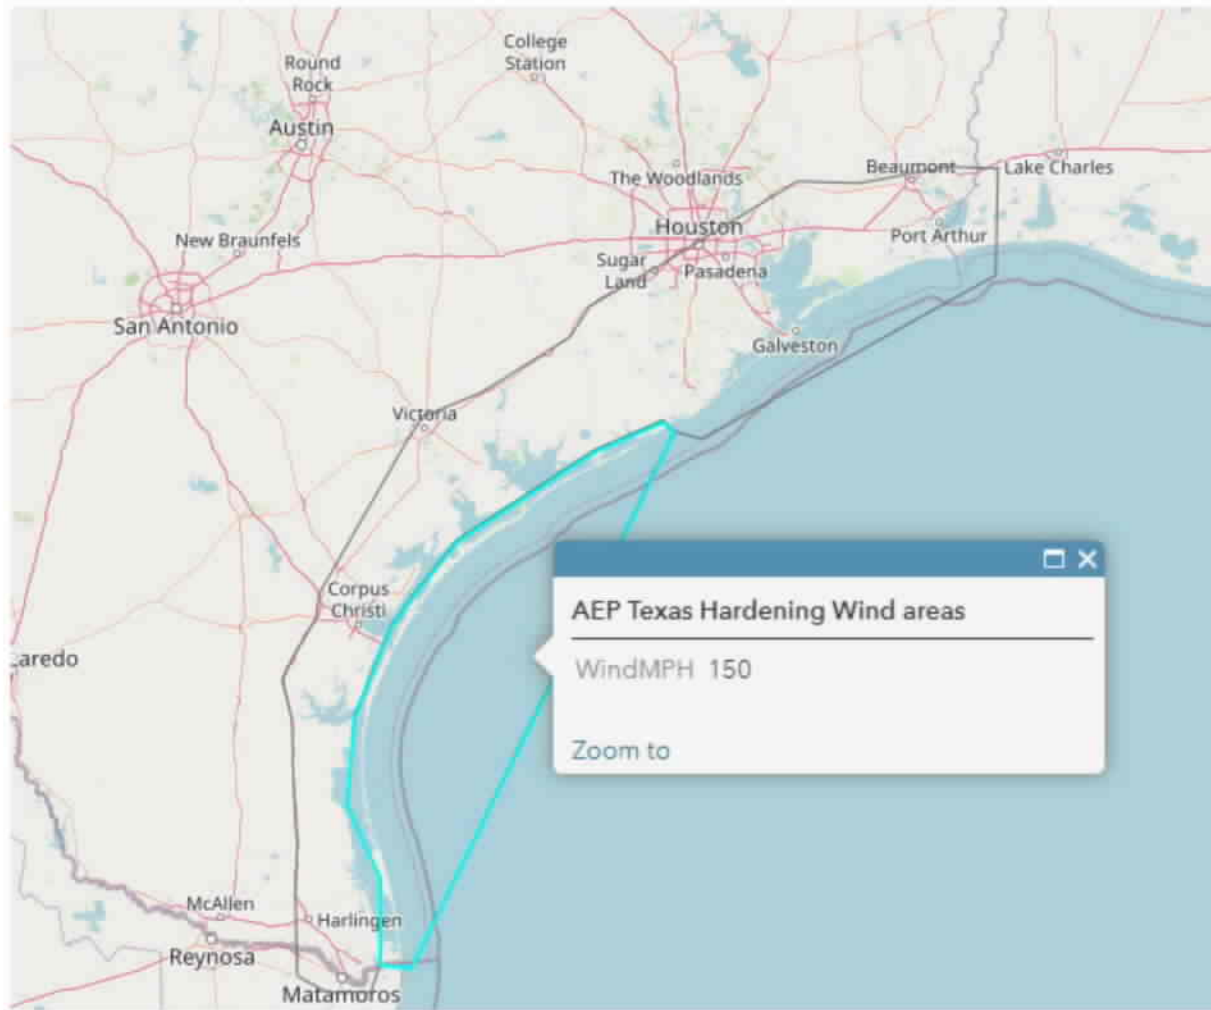 College
Station
Round
Rock
Austin
Beaumont
Lake Charles
The Woodlands
Houston
New Braunfels
Port Arthur
Sugar
Land
Pasadena
San Antonio
Galveston
Victoria
Corpus
Christi
AEP Texas Hardening Wind areas
WindMPH 150
Zoom to
aredo
McAllen
Harlingen
Reynosa
Matamoros